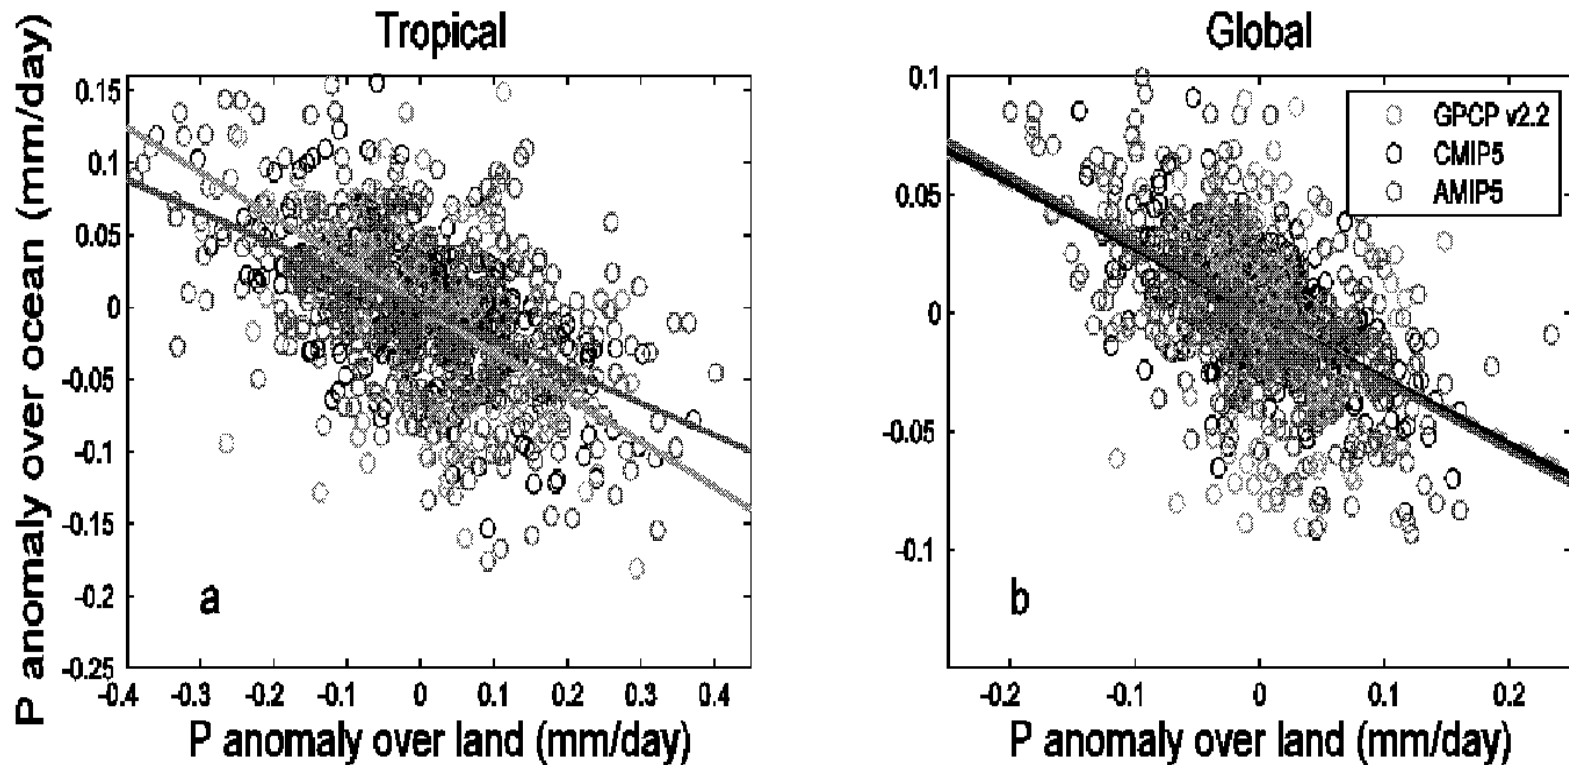 Tropical
P anomaly over ocean (mm/day)
0.15
0.1
0.05
0
-0.05
-0.1
-0.15
-0.2
-0.25
-0.4 -0.3 -0.2 -0.1 0 0.1 0.2 0.3 0.4
P anomaly over land (mm/day)
a
Global
0.1
0.05
0
-0.05
-0.1
-0.2 -0.1 0 0.1 0.2
P anomaly over land (mm/day)
b
GPCP v2.2
CMIP5
AMIP5